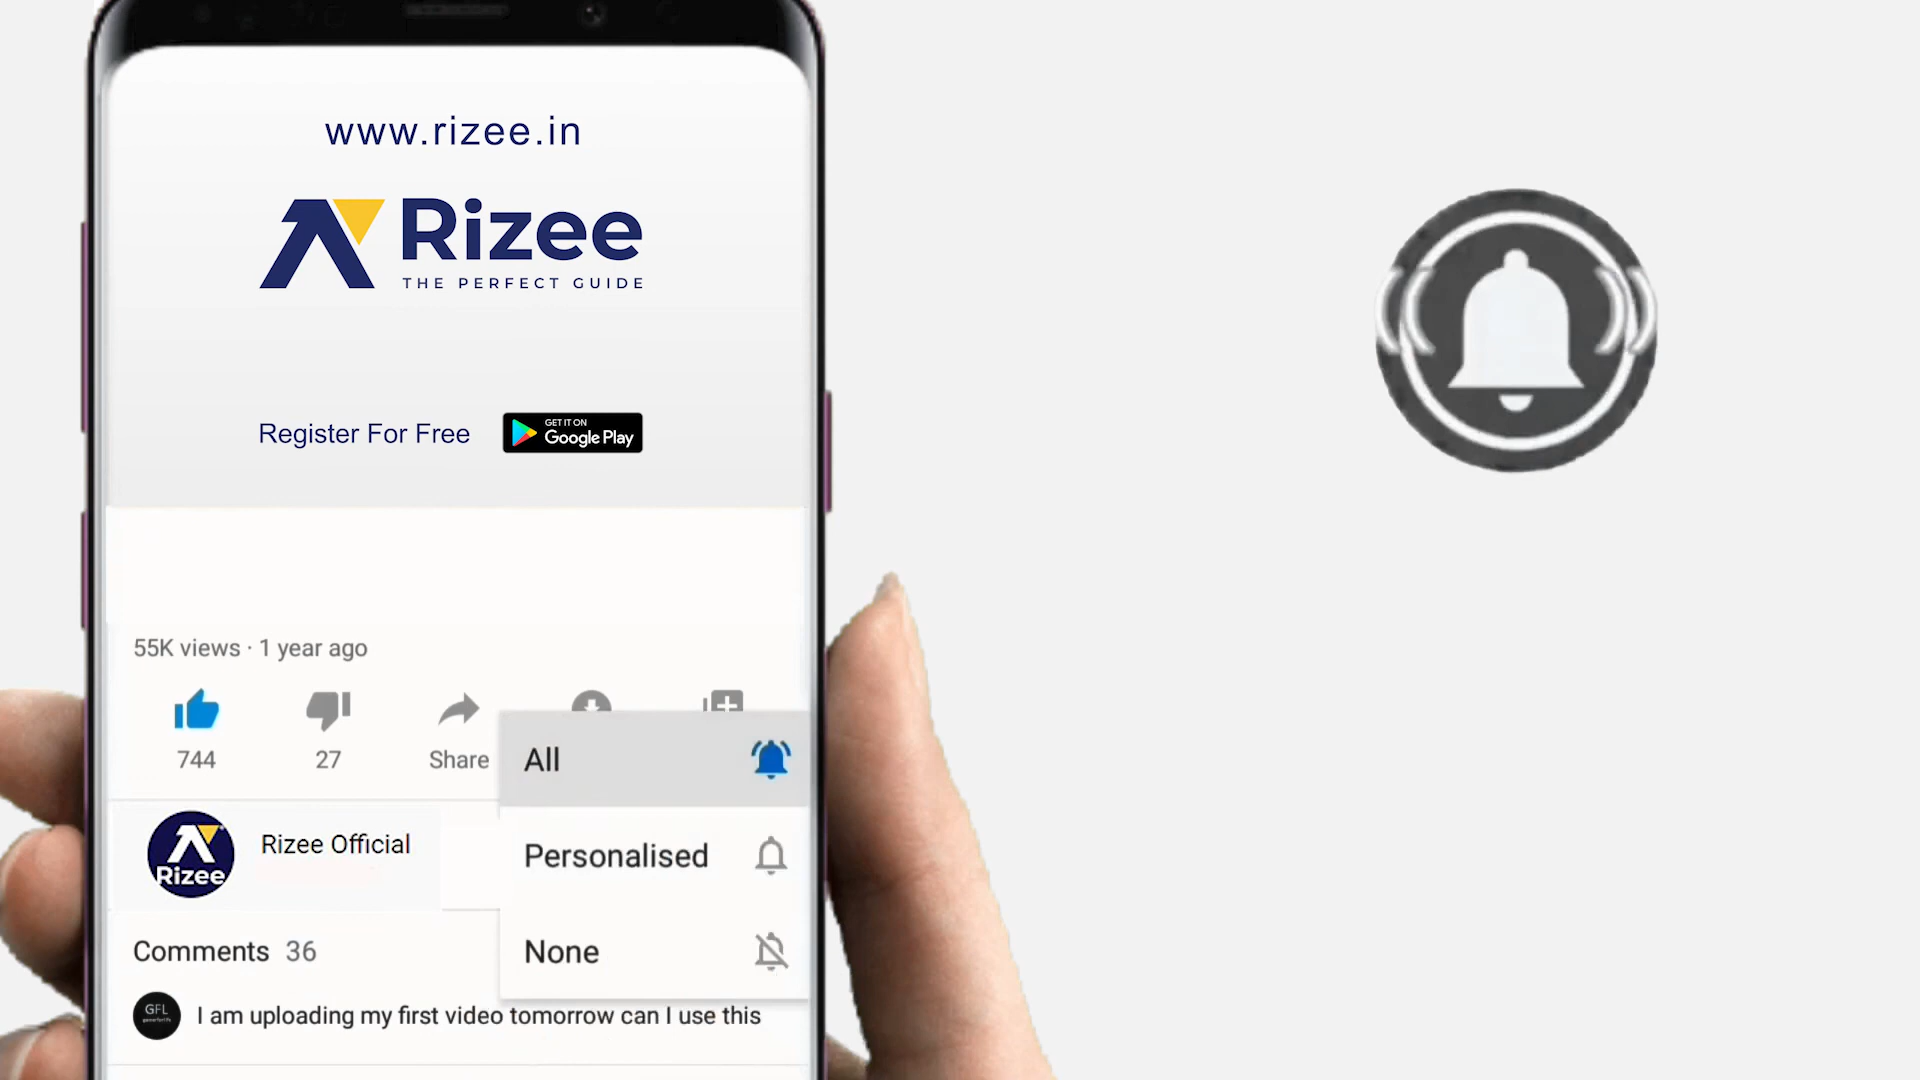 www.rizee.in
Rizee
THE PERFECT GUIDE
Register For Free
GET IT ON
Google Play
55K views · 1 year ago
744
27
Share
All
Personalised
None
Rizee
Rizee Official
Comments 36
GFL
I am uploading my first video tomorrow can I use this